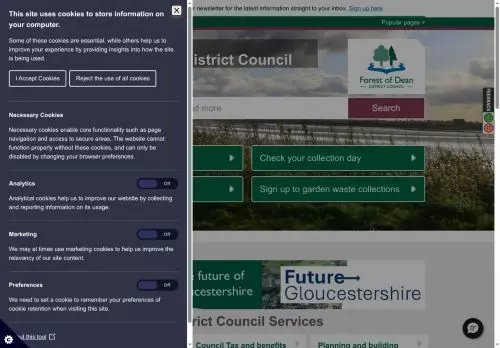 This site uses cookies to store information on
your computer.
Some of these cookies are essential, while others help us to
improve your experience by providing insights into how the site
is being used.
I Accept Cookies
Reject the use of all cookies
Necessary Cookies
Necessary cookies enable core functionality such as page
navigation and access to secure areas. The website cannot
function properly without these cookies, and can only be
disabled by changing your browser preferences.
Analytics
Off
Analytical cookies help us to improve our website by collecting
and reporting information on its usage.
Marketing
Off
We may at times use marketing cookies to help us improve the
relevancy of our site content.
Preferences
Off
We need to set a cookie to remember your preferences of
cookie retention when visiting this site.
this tool
newsletter for the latest information straight to your inbox. Sign up here
Popular pages
District Council
Forest of Dean
DISTRICT COUNCIL
d more
Search
Check your collection day
Sign up to garden waste collections
e future of
ucestershire
Future
Gloucestershire
trict Council Services
Council Tax and benefits
Planning and building